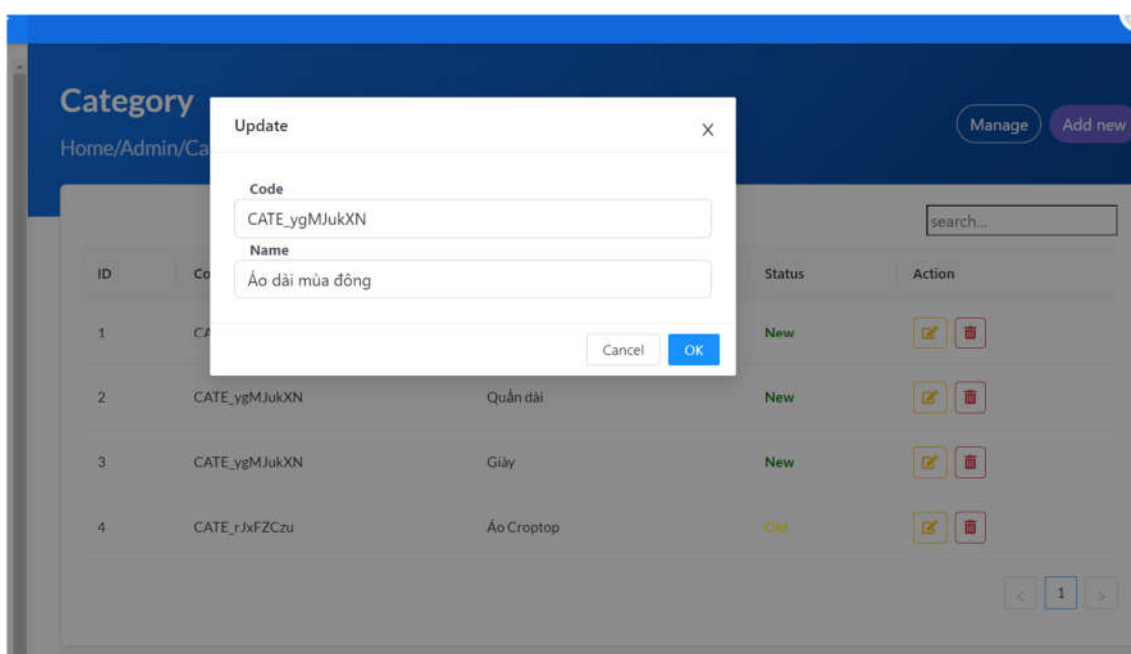 Category
Home/Admin/Ca
Manage
Add new
Update
X
Code
CATE_ygMJukXN
Name
Áo dài mùa đông
Cancel
OK
search...
ID
Co
Status
Action
1
CA
New
2
CATE_ygMJukXN
Quần dài
New
3
CATE_ygMJukXN
Giày
New
4
CATE_rJxFZCzu
Áo Croptop
Old
<
1
>